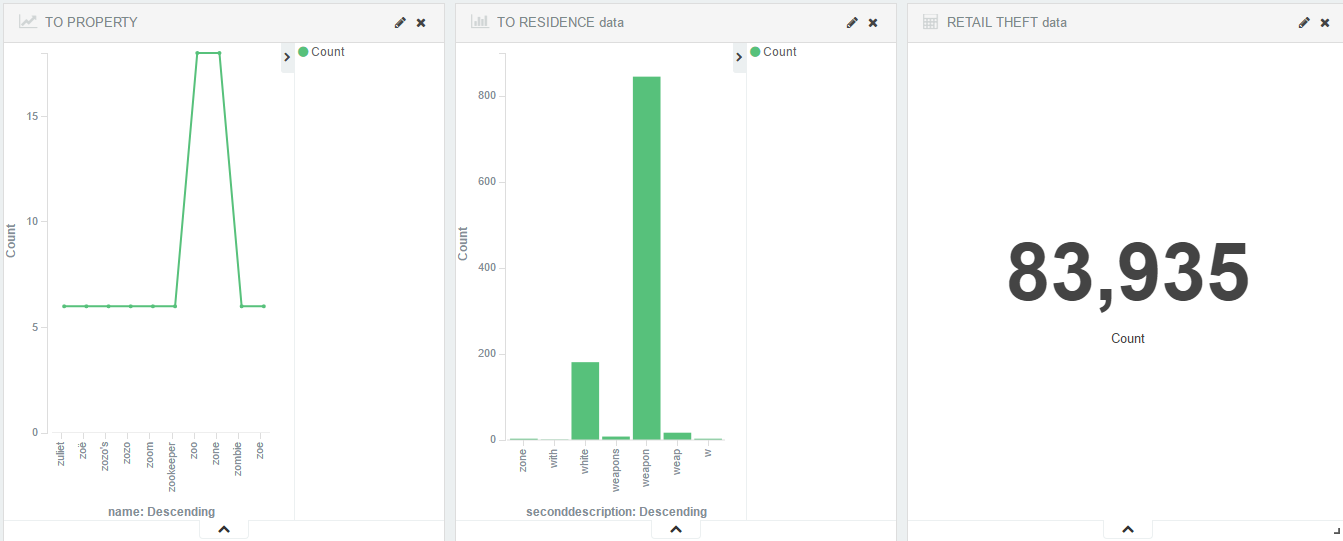 TO PROPERTY
Count
15
10
5
0
Count
zuliet
zoë
zozo's
zozo
zoom
zookeeper
zoo
zone
zombie
zoe
name: Descending
TO RESIDENCE data
Count
800
600
400
200
0
Count
zone
with
white
weapons
weapon
weap
w
seconddescription: Descending
RETAIL THEFT data
83,935
Count